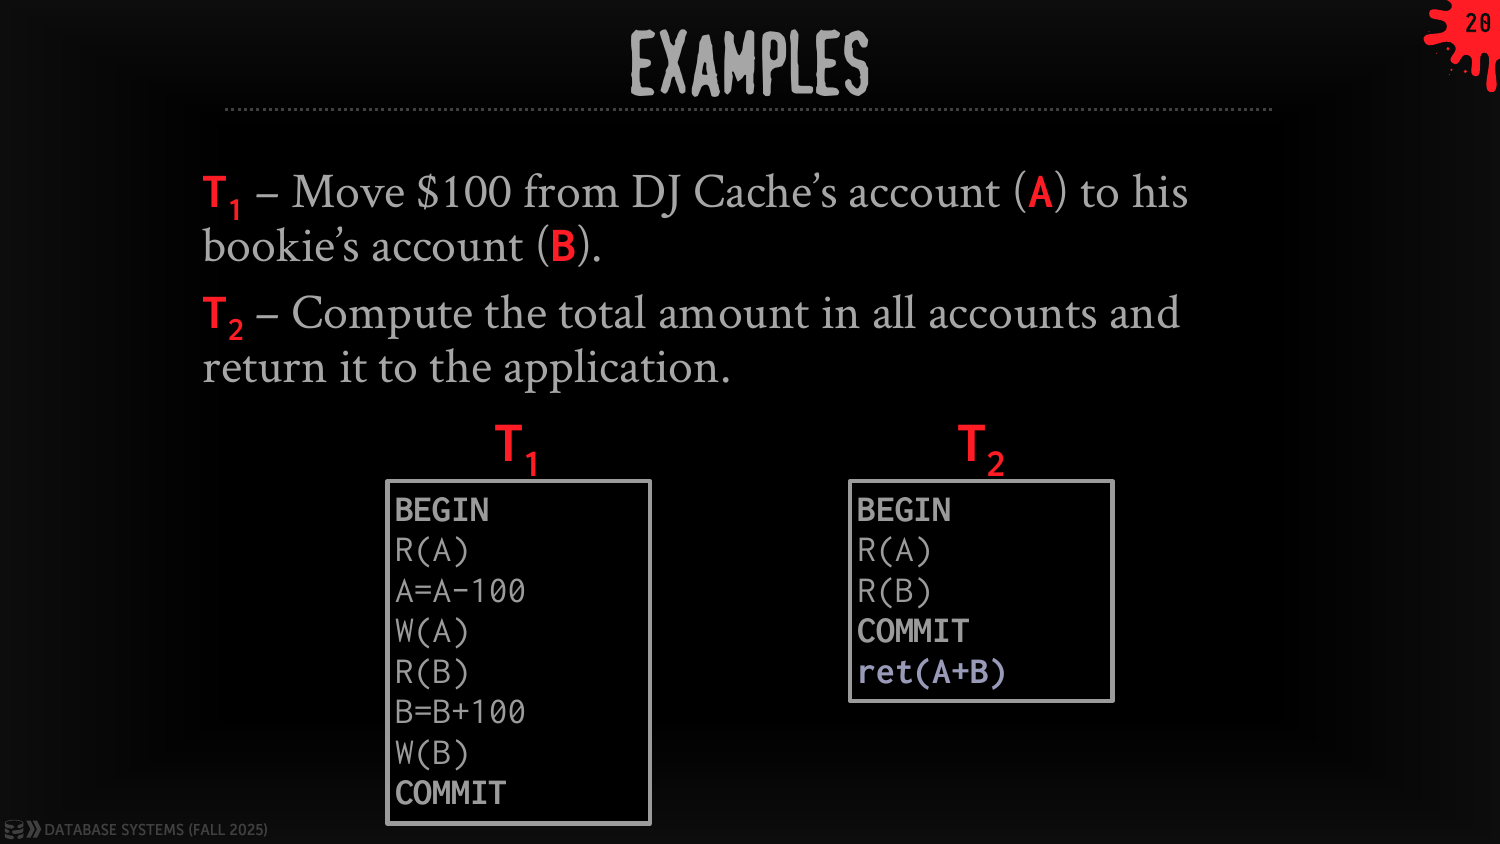 20
EXAMPLES
T1 – Move $100 from DJ Cache’s account (A) to his
bookie’s account (B).
T2 – Compute the total amount in all accounts and
return it to the application.
T1
BEGIN
R(A)
A=A-100
W(A)
R(B)
B=B+100
W(B)
COMMIT
T2
BEGIN
R(A)
R(B)
COMMIT
ret(A+B)
DATABASE SYSTEMS (FALL 2025)